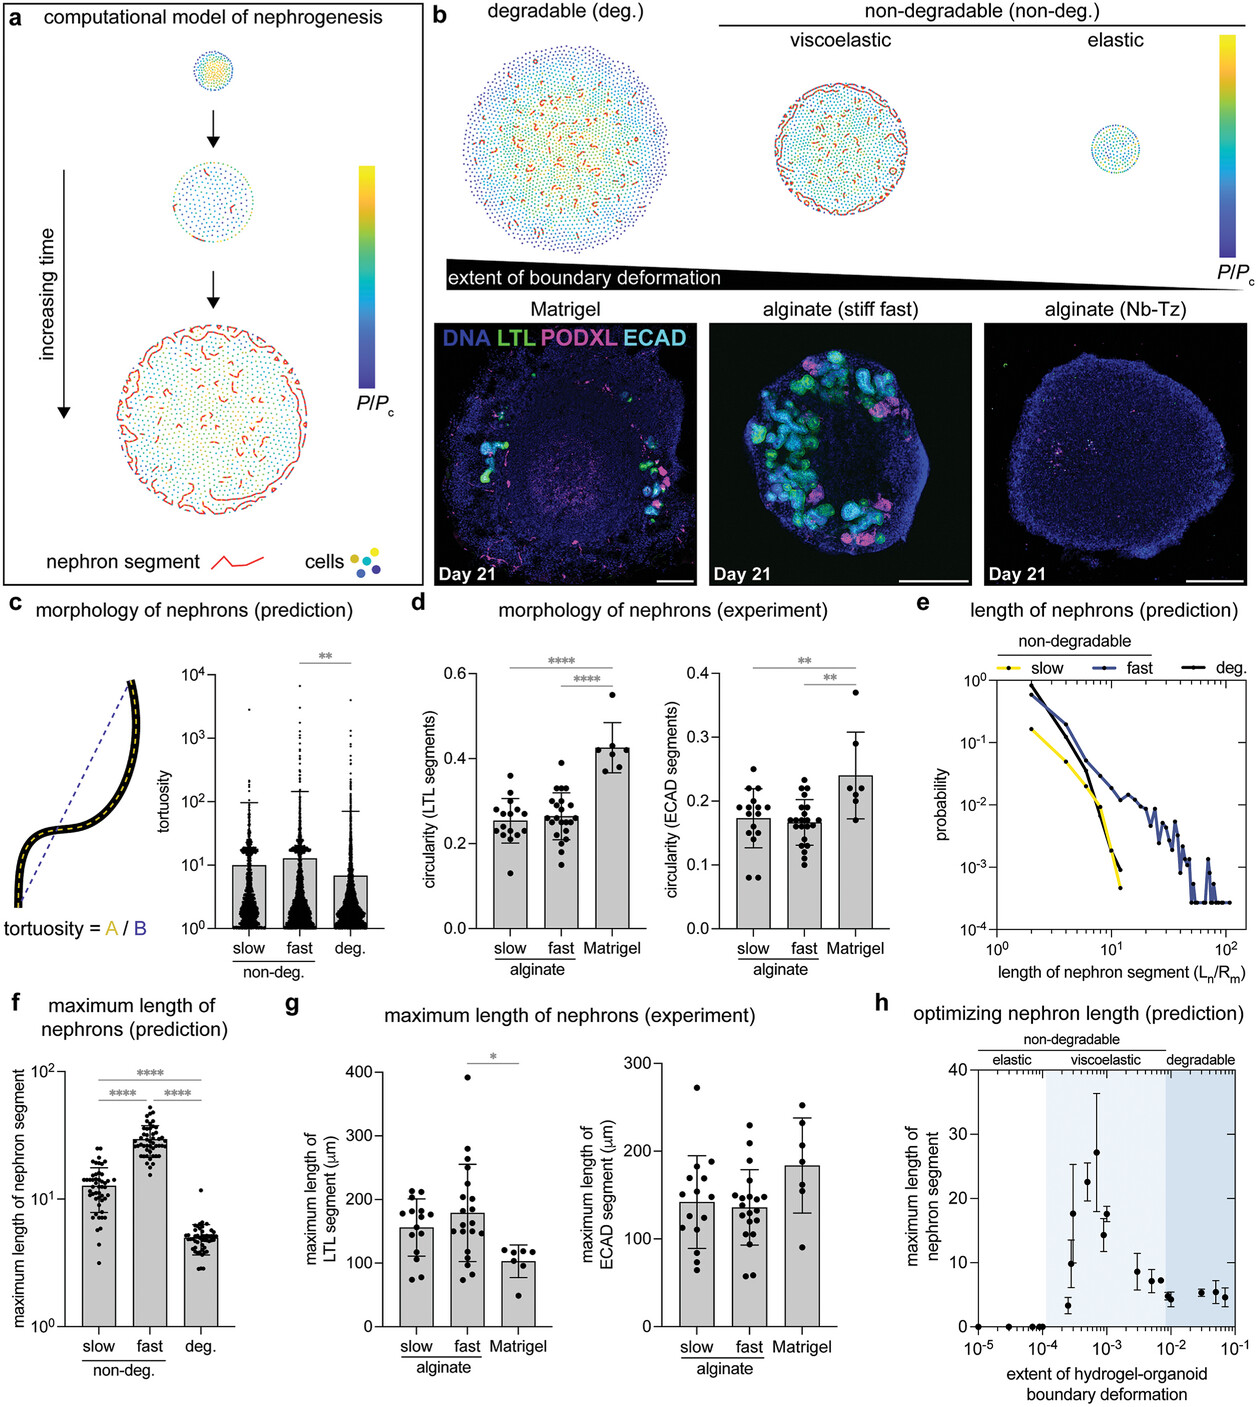 a
computational model of nephrogenesis
increasing time
P/Pc
nephron segment
cells
b
degradable (deg.)
non-degradable (non-deg.)
viscoelastic
elastic
P/Pc
extent of boundary deformation
Matrigel
alginate (stiff fast)
alginate (Nb-Tz)
DNA LTL PODXL ECAD
Day 21
Day 21
Day 21
c
morphology of nephrons (prediction)
**
tortuosity
10⁴
10³
10²
10¹
10⁰
slow
fast
deg.
non-deg.
tortuosity = A / B
d
morphology of nephrons (experiment)
****
****
circularity (LTL segments)
0.6
0.4
0.2
0.0
slow
fast
Matrigel
alginate
**
**
circularity (ECAD segments)
0.4
0.3
0.2
0.1
0.0
slow
fast
Matrigel
alginate
e
length of nephrons (prediction)
non-degradable
slow
fast
deg.
probability
10⁰
10⁻¹
10⁻²
10⁻³
10⁻⁴
10⁰
10¹
10²
length of nephron segment (Lₙ/Rₘ)
f
maximum length of
nephrons (prediction)
****
****
****
maximum length of nephron segment
10²
10¹
10⁰
slow
fast
deg.
non-deg.
g
maximum length of nephrons (experiment)
*
maximum length of
LTL segment (μm)
400
300
200
100
0
slow
fast
Matrigel
alginate
maximum length of
ECAD segment (μm)
300
200
100
0
slow
fast
Matrigel
alginate
h
optimizing nephron length (prediction)
non-degradable
elastic
viscoelastic
degradable
maximum length of
nephron segment
40
30
20
10
0
10⁻⁵
10⁻⁴
10⁻³
10⁻²
10⁻¹
extent of hydrogel-organoid
boundary deformation